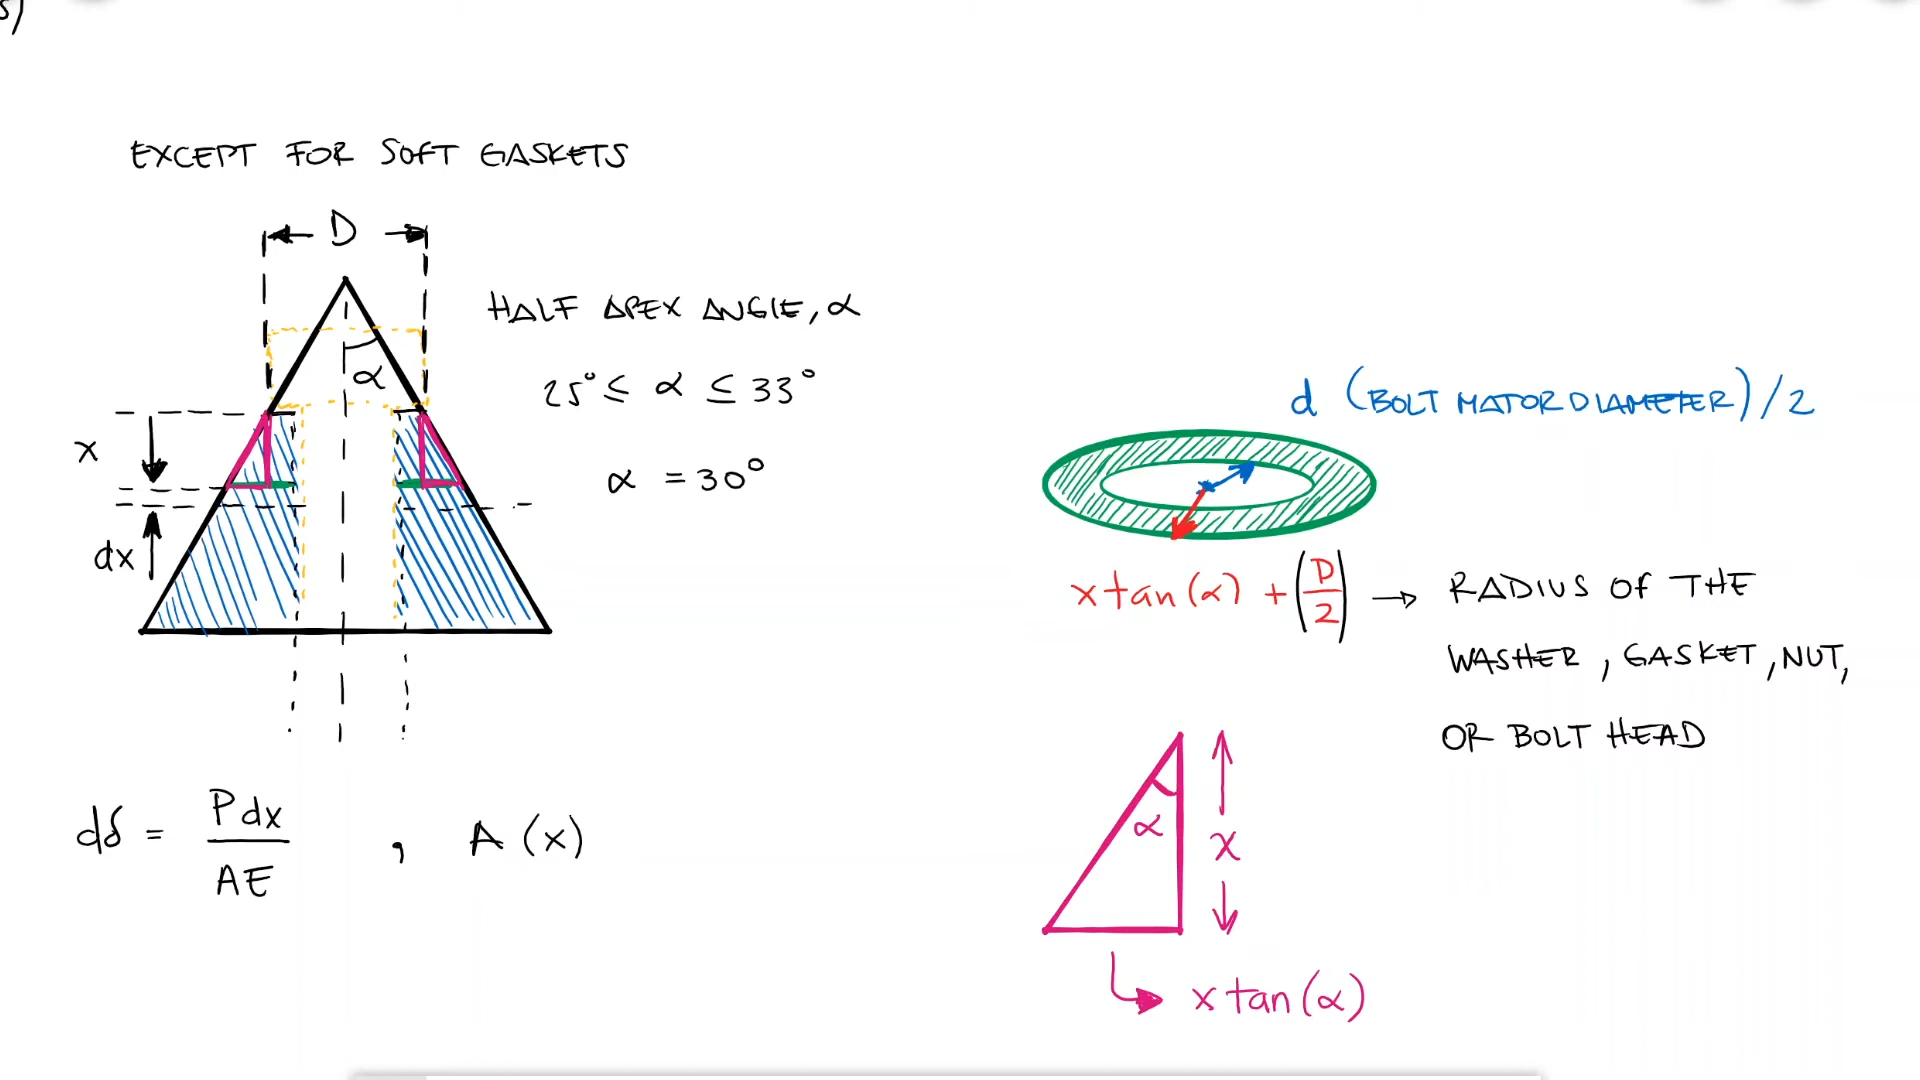 S)
EXCEPT FOR SOFT GASKETS
D
HALF APEX ANGLE, α
α
25° ≤ α ≤ 33°
d (BOLT MAJOR DIAMETER)/2
x
α = 30°
dx
x tan(α) + (D/2) → RADIUS OF THE
WASHER, GASKET, NUT,
OR BOLT HEAD
dδ = Pdx/AE , A(x)
α
x
x tan(α)